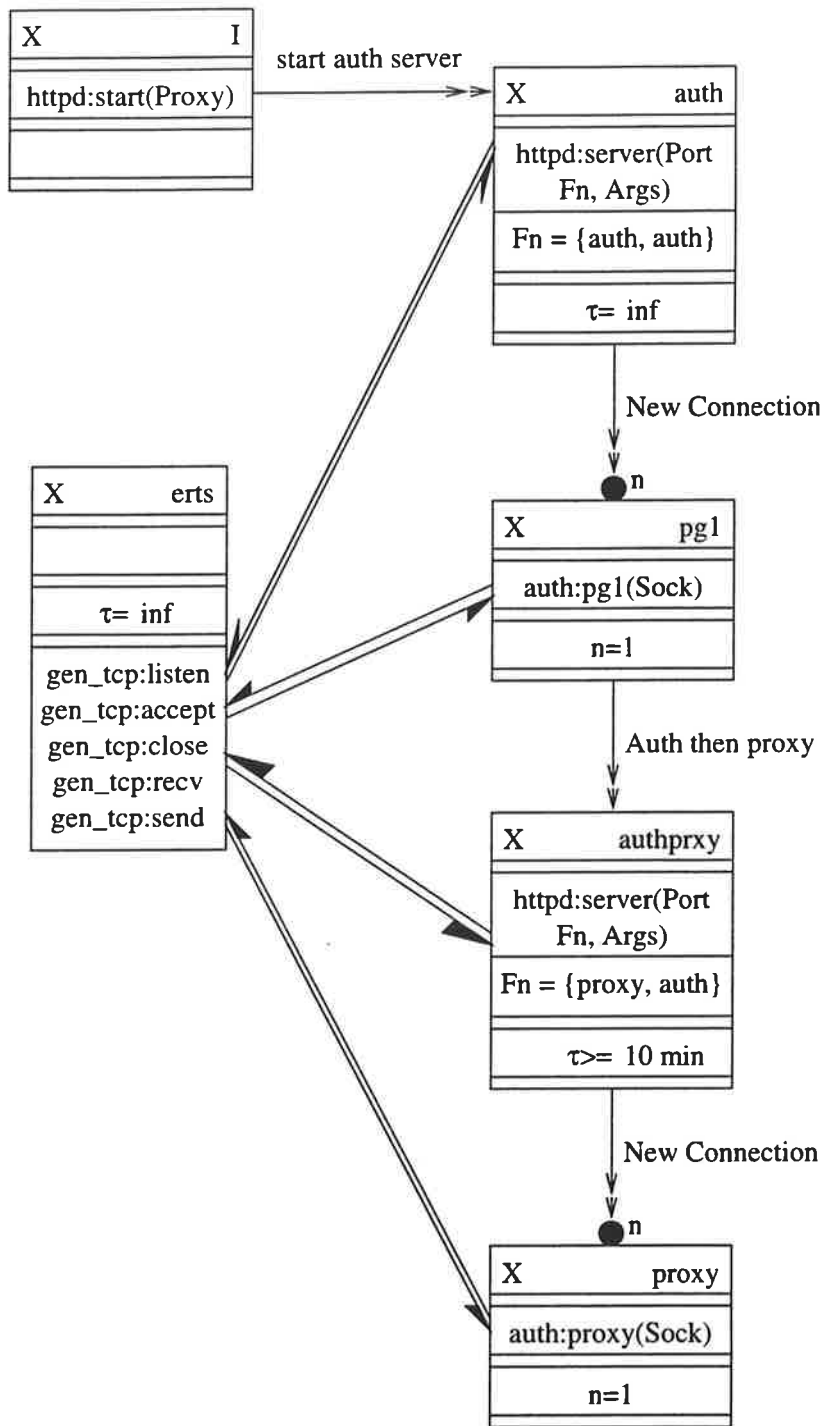 X I
httpd:start(Proxy)
start auth server
X auth
httpd:server(Port
Fn, Args)
Fn = {auth, auth}
τ= inf
New Connection
n
X erts
τ= inf
gen_tcp:listen
gen_tcp:accept
gen_tcp:close
gen_tcp:recv
gen_tcp:send
X pg1
auth:pg1(Sock)
n=1
Auth then proxy
X authprxy
httpd:server(Port
Fn, Args)
Fn = {proxy, auth}
τ>= 10 min
New Connection
n
X proxy
auth:proxy(Sock)
n=1